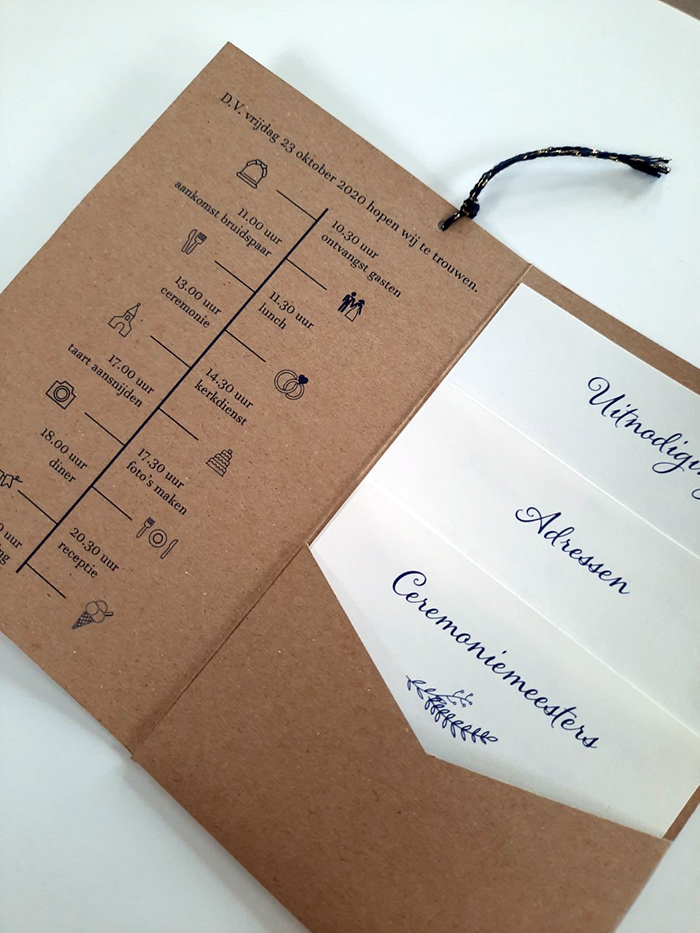 D.V. vrijdag 23 oktober 2020 hopen wij te trouwen.
10.30 uur
ontvangst gasten
11.00 uur
aankomst bruidspaar
11.30 uur
lunch
13.00 uur
ceremonie
14.30 uur
kerkdienst
17.00 uur
taart aansnijden
17.30 uur
foto's maken
18.00 uur
diner
20.30 uur
receptie
uur
Adressen
Ceremoniemeesters